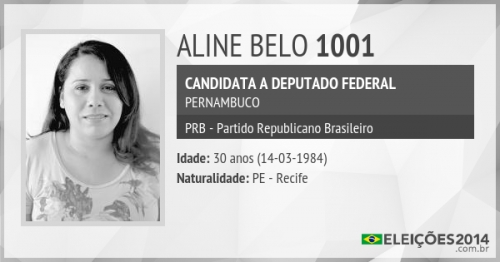 ALINE BELO 1001
CANDIDATA A DEPUTADO FEDERAL
PERNAMBUCO
PRB - Partido Republicano Brasileiro
Idade: 30 anos (14-03-1984)
Naturalidade: PE - Recife
ELEIÇÕES2014
.com.br